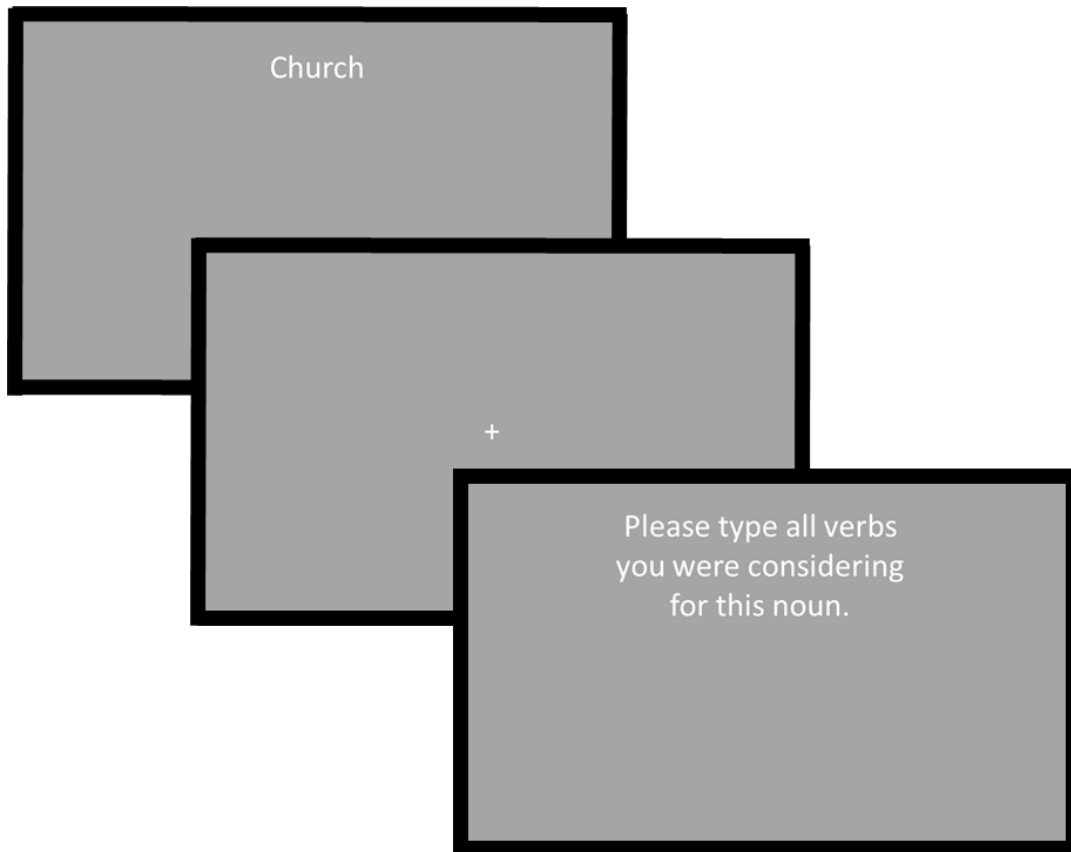 Church
+
Please type all verbs
you were considering
for this noun.